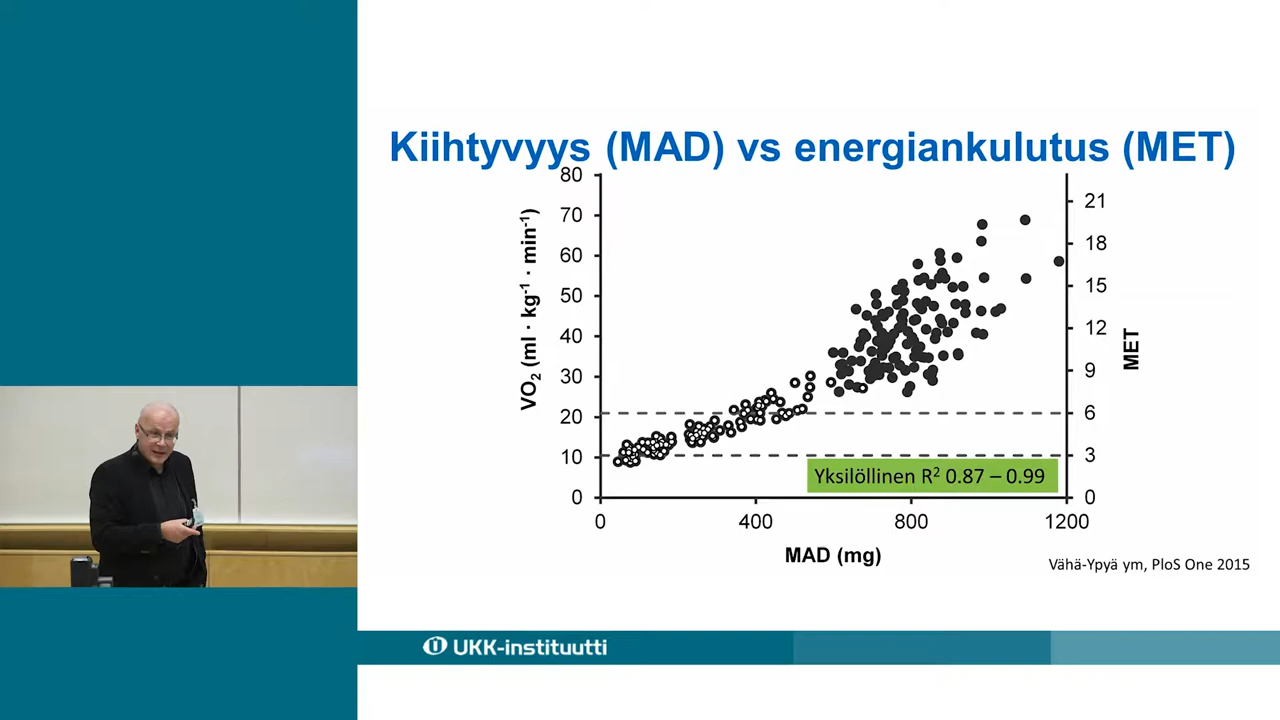 Kiihtyvyys (MAD) vs energiankulutus (MET)
80
70
60
50
40
30
20
10
0
VO₂ (ml · kg⁻¹ · min⁻¹)
21
18
15
12
9
6
3
0
MET
Yksilöllinen R² 0.87 – 0.99
0 400 800 1200
MAD (mg)
Vähä-Ypyä ym, PloS One 2015
UKK-instituutti